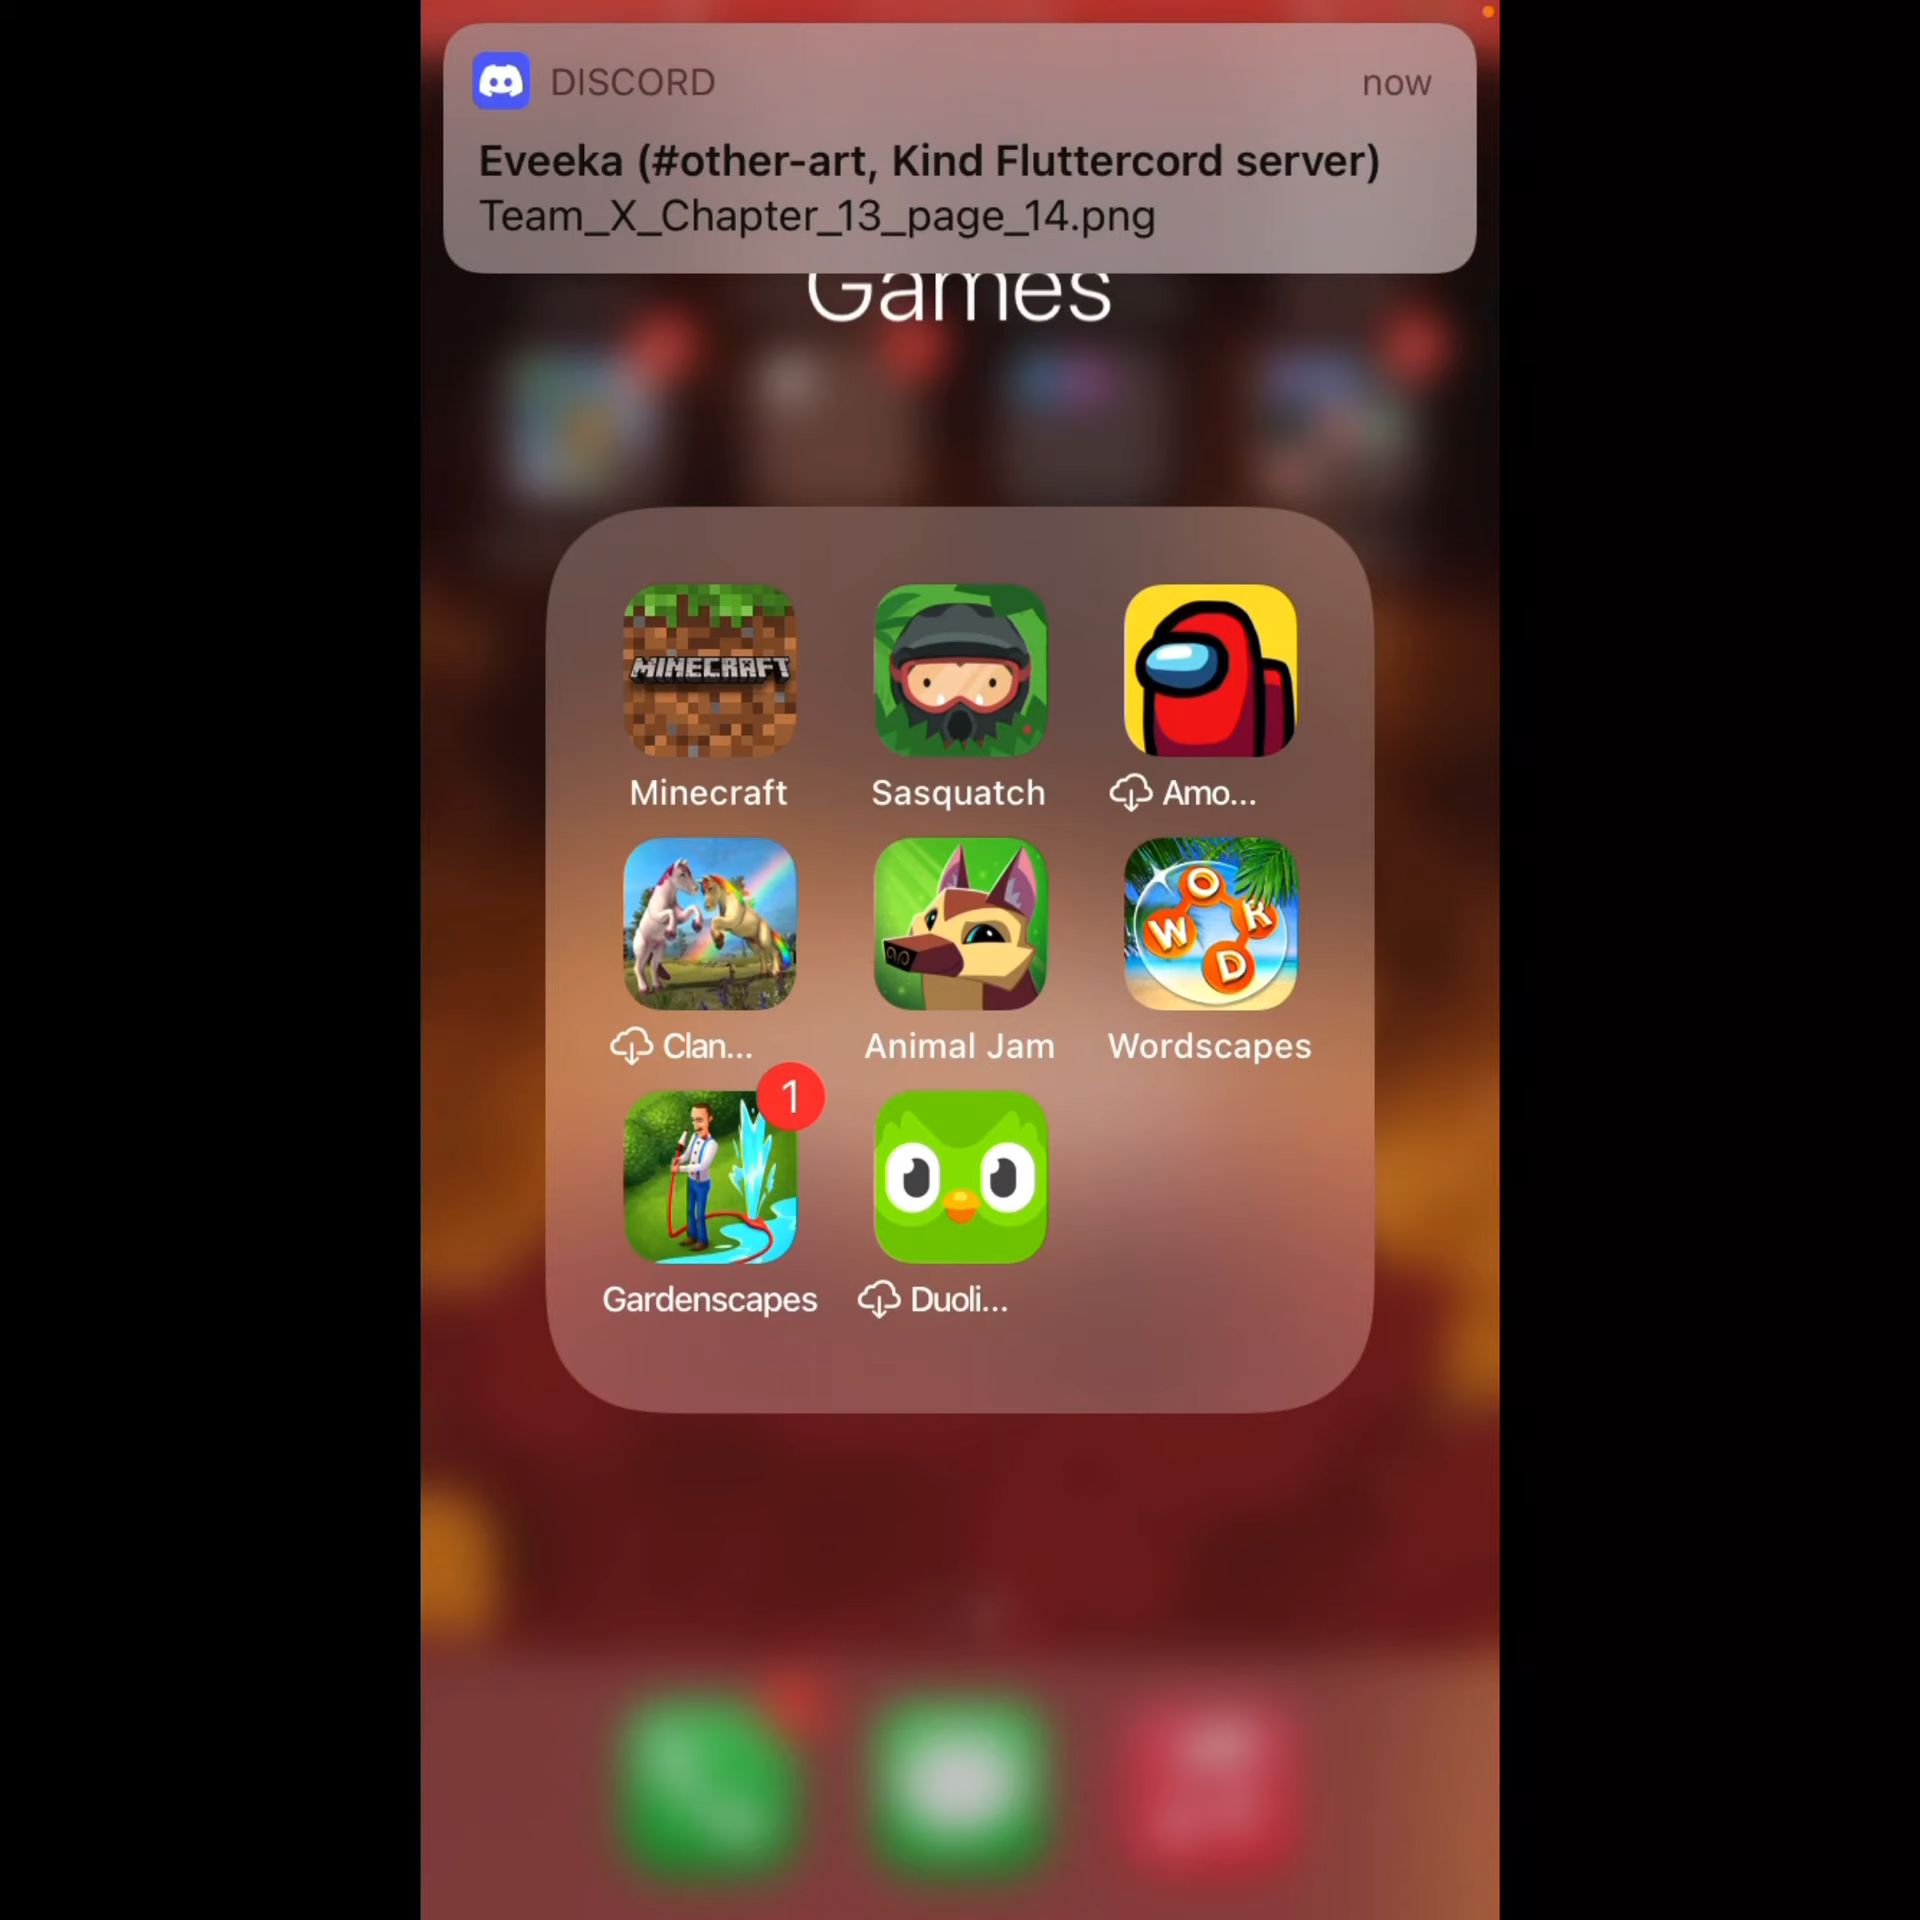 DISCORD
now
Eveeka (#other-art, Kind Fluttercord server)
Team_X_Chapter_13_page_14.png
Games
MINECRAFT
Minecraft
Sasquatch
Amo...
W O R D
Clan...
Animal Jam
Wordscapes
1
Gardenscapes
Duoli...